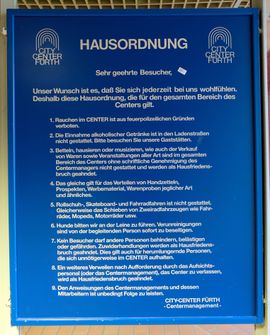 CITY
CENTER
FÜRTH
HAUSORDNUNG
CITY
CENTER
FÜRTH
Sehr geehrte Besucher,
Unser Wunsch ist es, daß Sie sich jederzeit bei uns wohlfühlen.
Deshalb diese Hausordnung, die für den gesamten Bereich des
Centers gilt.
1. Rauchen im CENTER ist aus feuerpolizeilichen Gründen
verboten.
2. Die Einnahme alkoholischer Getränke ist in den Ladenstraßen
nicht gestattet. Bitte besuchen Sie unsere Gaststätten.
3. Betteln, hausieren oder musizieren, wie auch der Verkauf
von Waren sowie Veranstaltungen aller Art sind im gesamten
Bereich des Centers ohne schriftliche Genehmigung des
Centermanagements nicht gestattet und werden als Hausfriedens-
bruch geahndet.
4. Das gleiche gilt für das Verteilen von Handzetteln,
Prospekten, Werbematerial, Warenproben jeglicher Art
und ähnliches.
5. Rollschuh-, Skateboard- und Fahrradfahren ist nicht gestattet.
Gleicherweise das Schieben von Zweiradfahrzeugen wie Fahr-
räder, Mopeds, Motorräder usw.
6. Hunde bitten wir an der Leine zu führen. Verunreinigungen
sind von der begleitenden Person sofort zu beseitigen.
7. Kein Besucher darf andere Personen behindern, belästigen
oder gefährden. Zuwiderhandlungen werden als Hausfriedens-
bruch geahndet. Dies gilt auch für herumlungernde Personen,
die sich unnötigerweise im CENTER aufhalten.
8. Ein weiteres Verweilen nach Aufforderung durch das Aufsichts-
personal oder das Centermanagement, das Center zu verlassen,
wird als Hausfriedensbruch geahndet.
9. Den Anweisungen des Centermanagements und dessen
Mitarbeitern ist unbedingt Folge zu leisten.
CITY-CENTER FÜRTH
-Centermanagement-